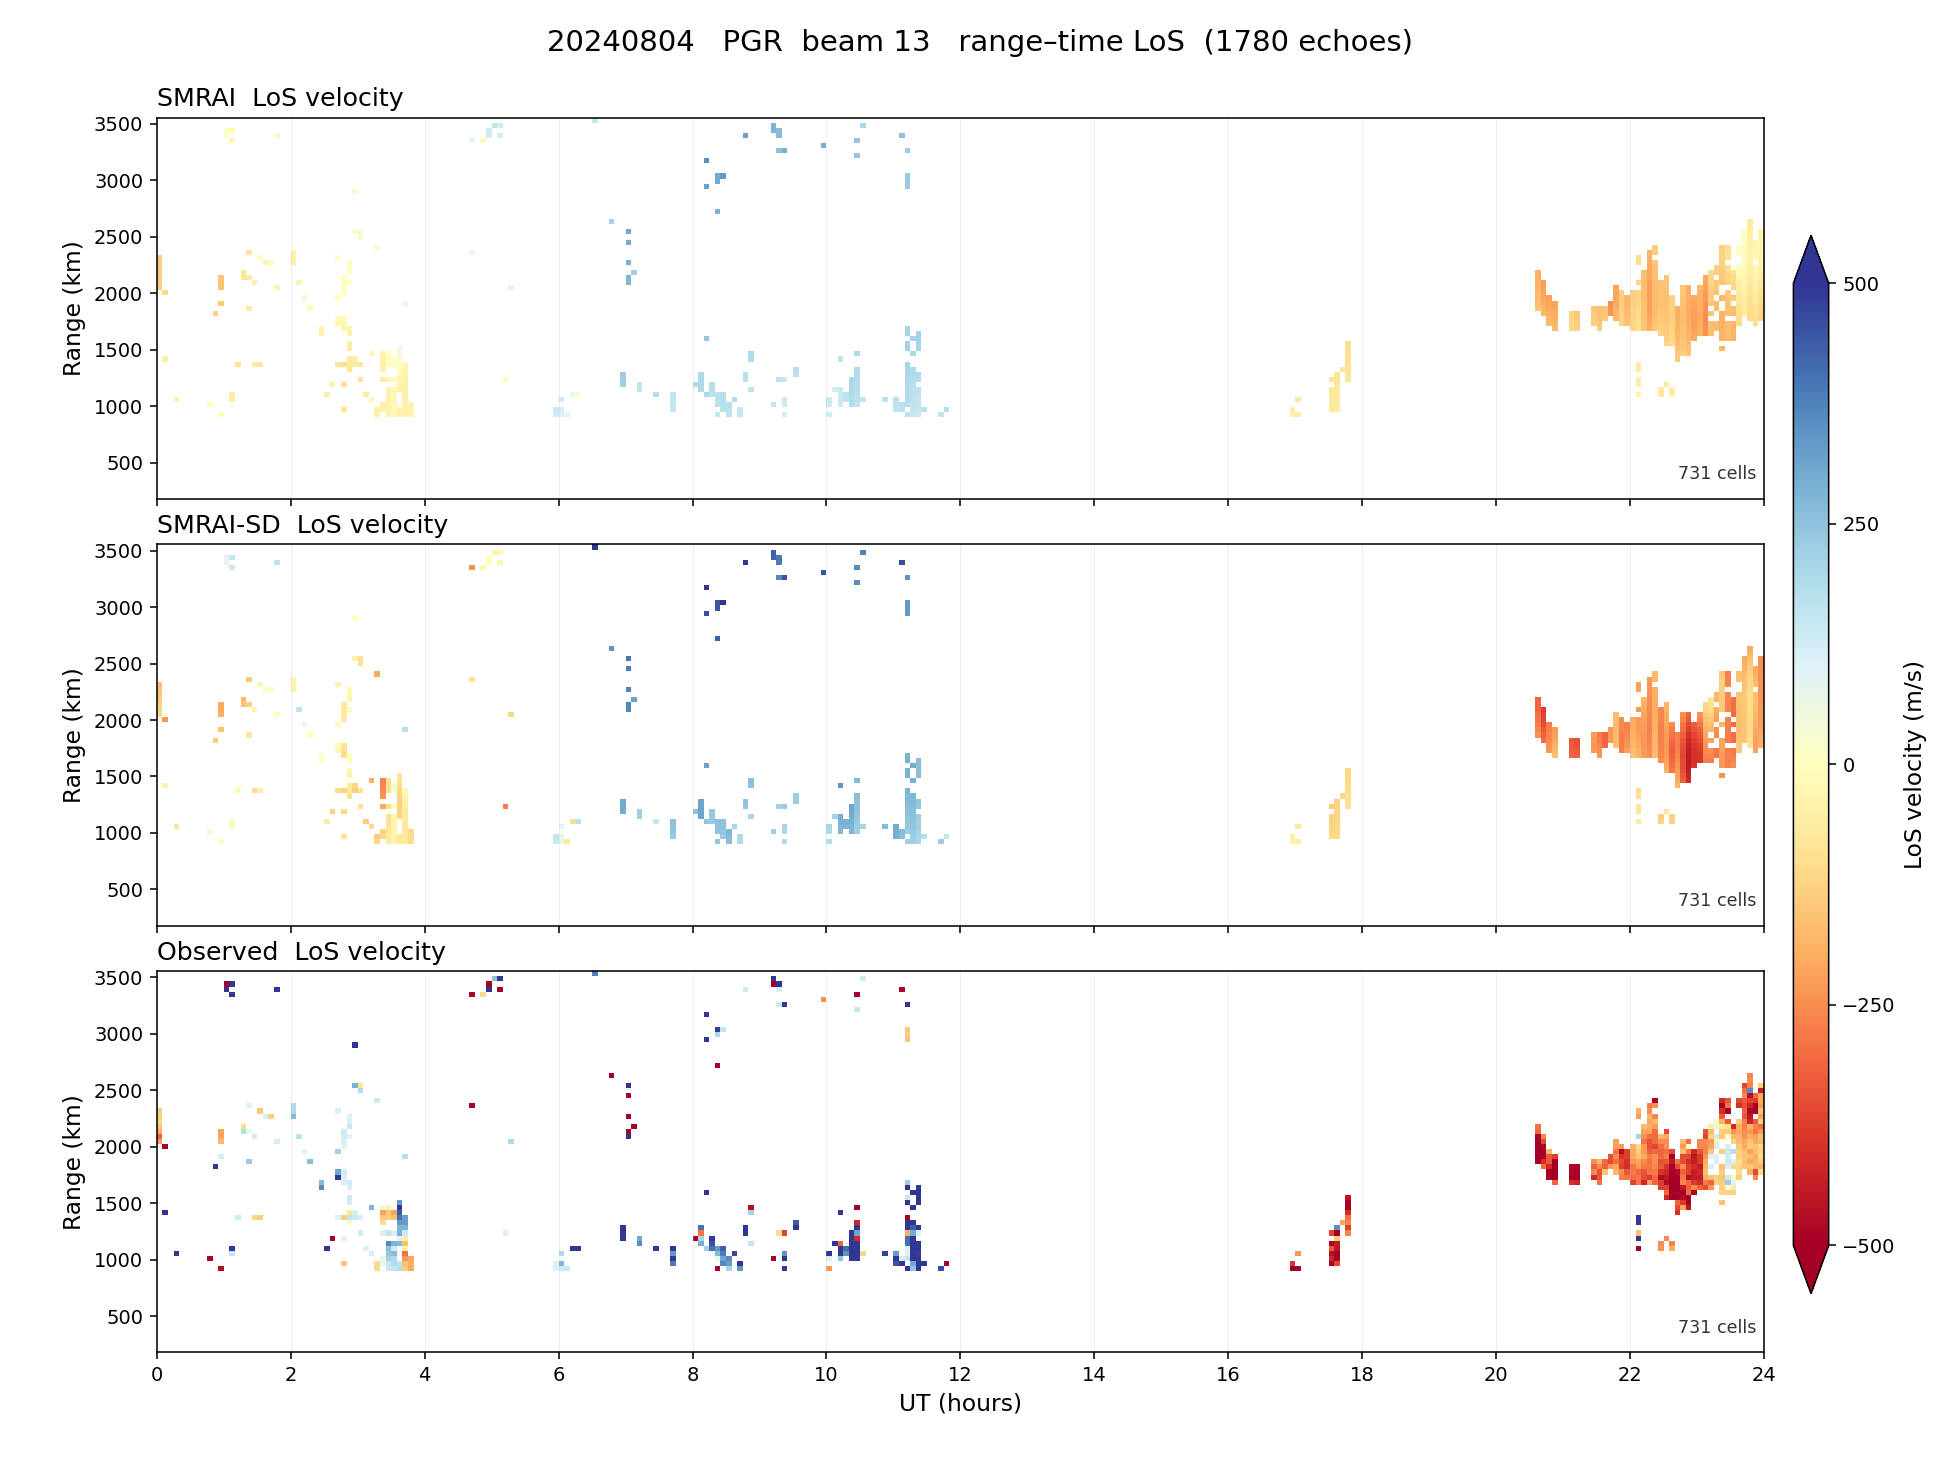 20240804   PGR  beam 13   range–time LoS  (1780 echoes)
SMRAI  LoS velocity
3500
3000
2500
2000
1500
1000
500
Range (km)
731 cells
SMRAI-SD  LoS velocity
3500
3000
2500
2000
1500
1000
500
Range (km)
731 cells
Observed  LoS velocity
3500
3000
2500
2000
1500
1000
500
Range (km)
731 cells
0 2 4 6 8 10 12 14 16 18 20 22 24
UT (hours)
500
250
0
−250
−500
LoS velocity (m/s)